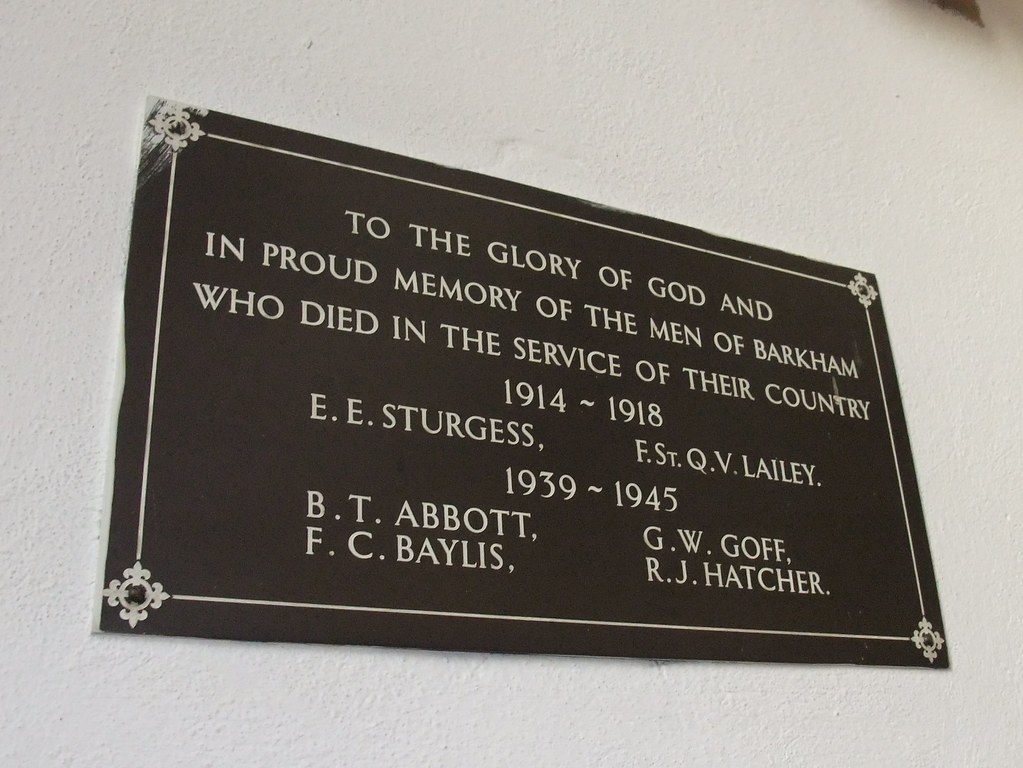 TO THE GLORY OF GOD AND
IN PROUD MEMORY OF THE MEN OF BARKHAM
WHO DIED IN THE SERVICE OF THEIR COUNTRY
1914 ~ 1918
E. E. STURGESS, F. ST. Q. V. LAILEY.
1939 ~ 1945
B. T. ABBOTT, G. W. GOFF,
F. C. BAYLIS, R. J. HATCHER.